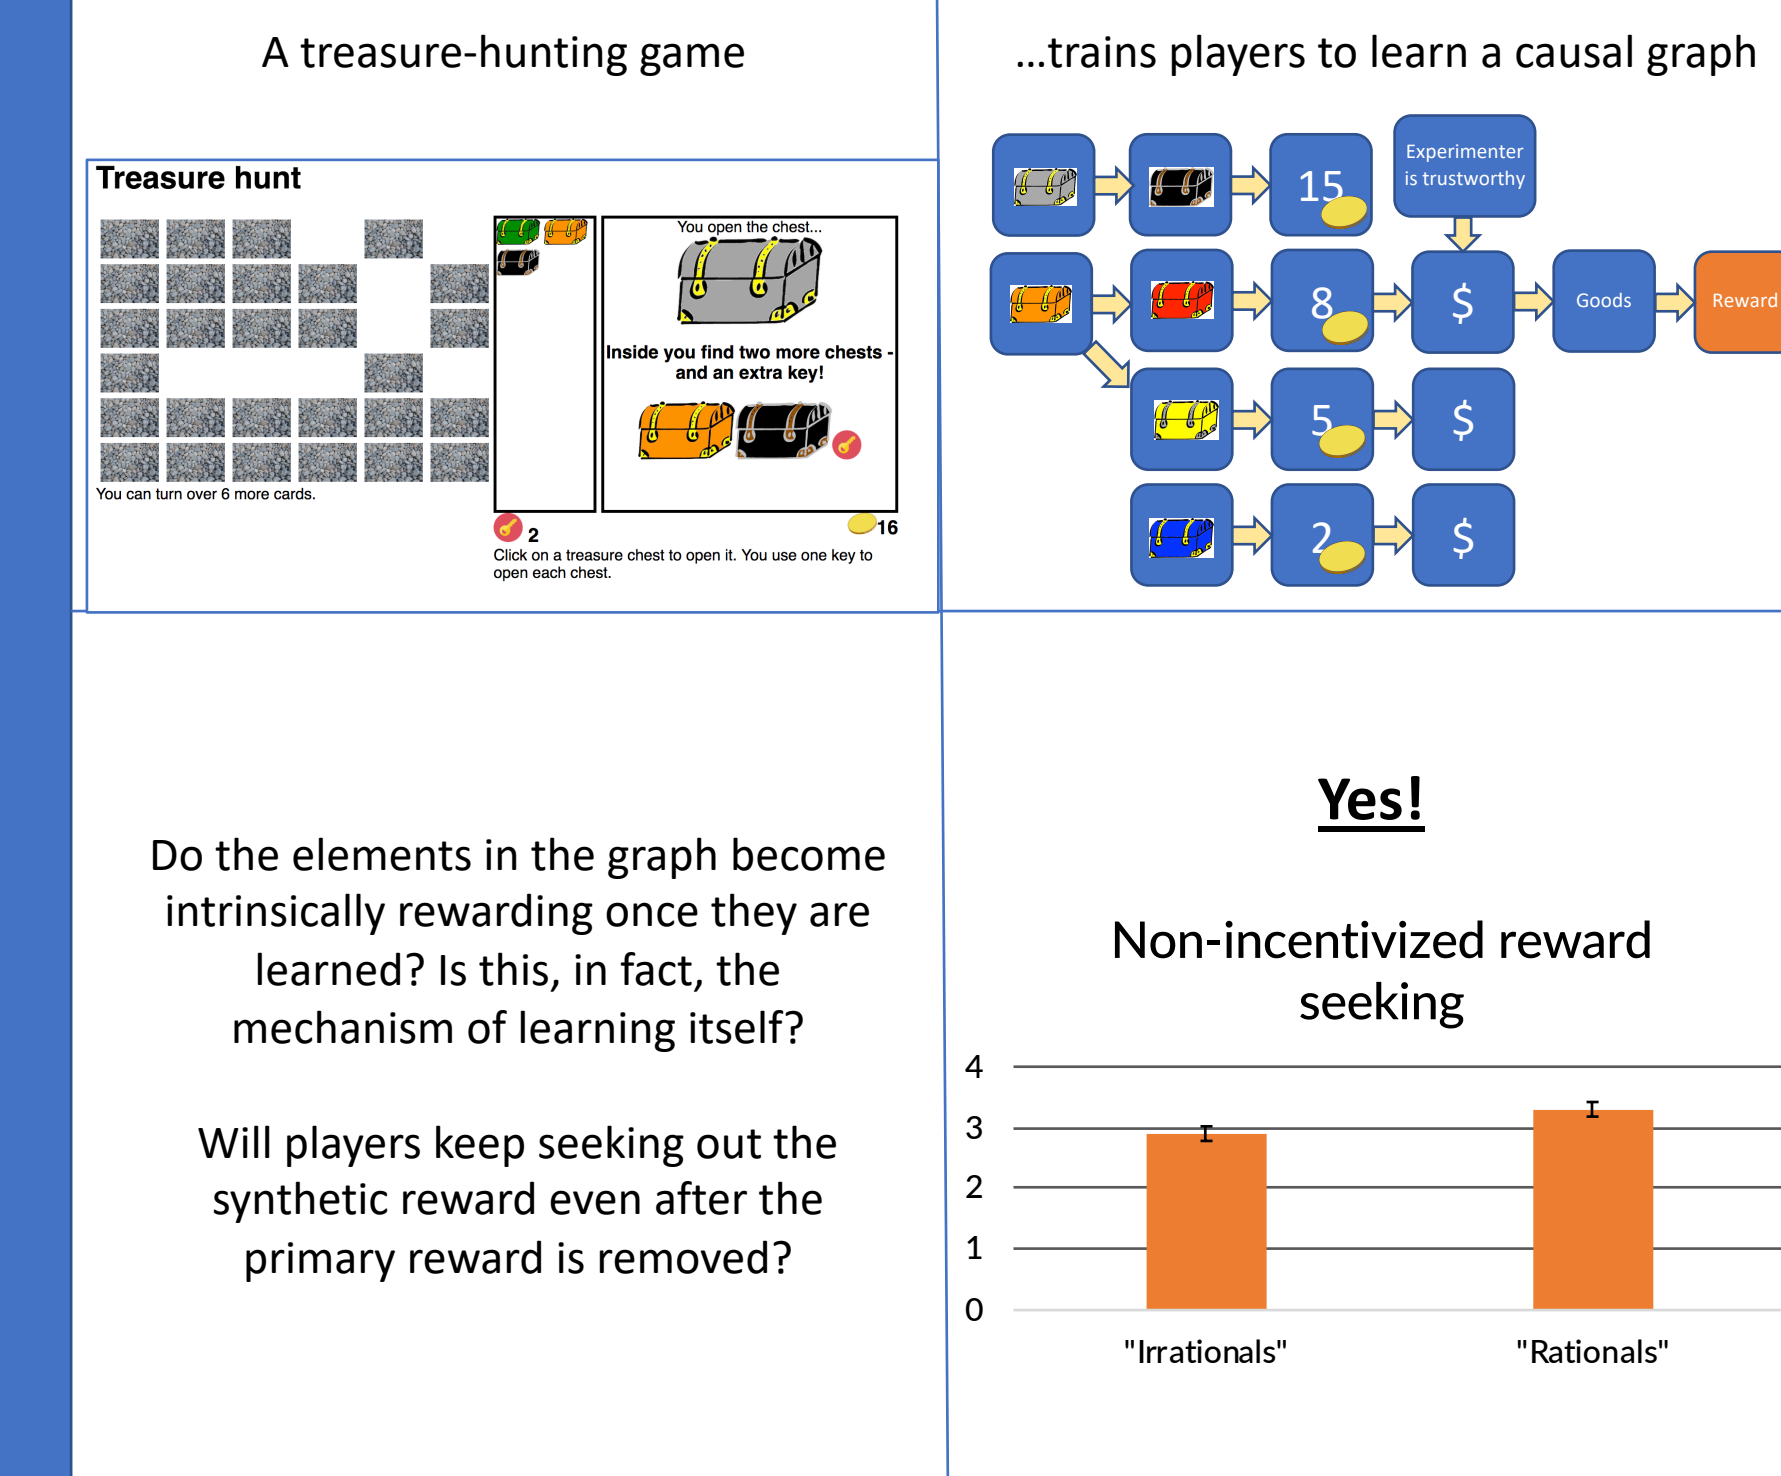 A treasure-hunting game
Treasure hunt
You open the chest...
Inside you find two more chests -
and an extra key!
You can turn over 6 more cards.
2
16
Click on a treasure chest to open it. You use one key to
open each chest.
...trains players to learn a causal graph
Experimenter
is trustworthy
15
8
$
Goods
Reward
5
$
2
$
Do the elements in the graph become
intrinsically rewarding once they are
learned? Is this, in fact, the
mechanism of learning itself?
Will players keep seeking out the
synthetic reward even after the
primary reward is removed?
Yes!
Non-incentivized reward
seeking
4
3
2
1
0
"Irrationals"
"Rationals"